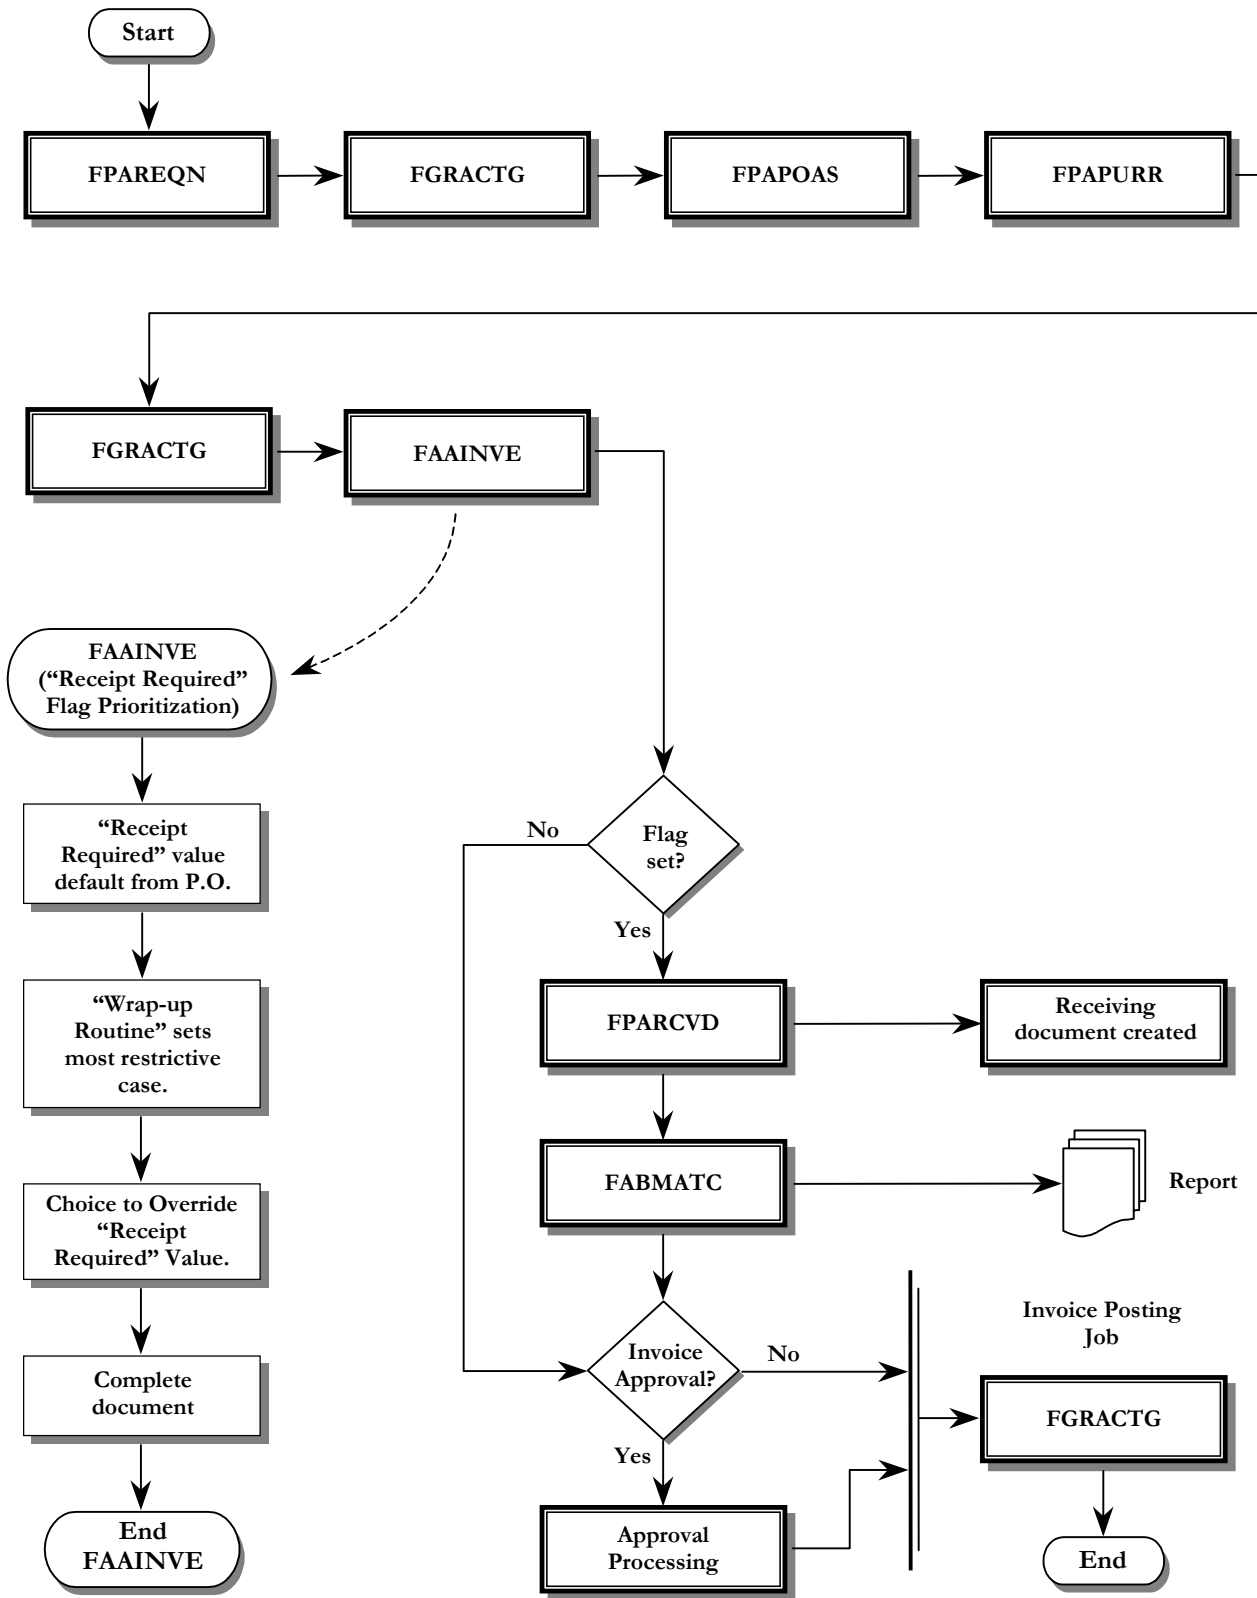 Start
FPAREQN
FGRACTG
FPAPOAS
FPAPURR
FGRACTG
FAAINVE
FAAINVE
(“Receipt Required”
Flag Prioritization)
“Receipt
Required” value
default from P.O.
“Wrap-up
Routine” sets
most restrictive
case.
Choice to Override
“Receipt
Required” Value.
Complete
document
End
FAAINVE
No
Flag
set?
Yes
FPARCVD
Receiving
document created
FABMATC
Report
Invoice
Approval?
No
Yes
Approval
Processing
Invoice Posting
Job
FGRACTG
End